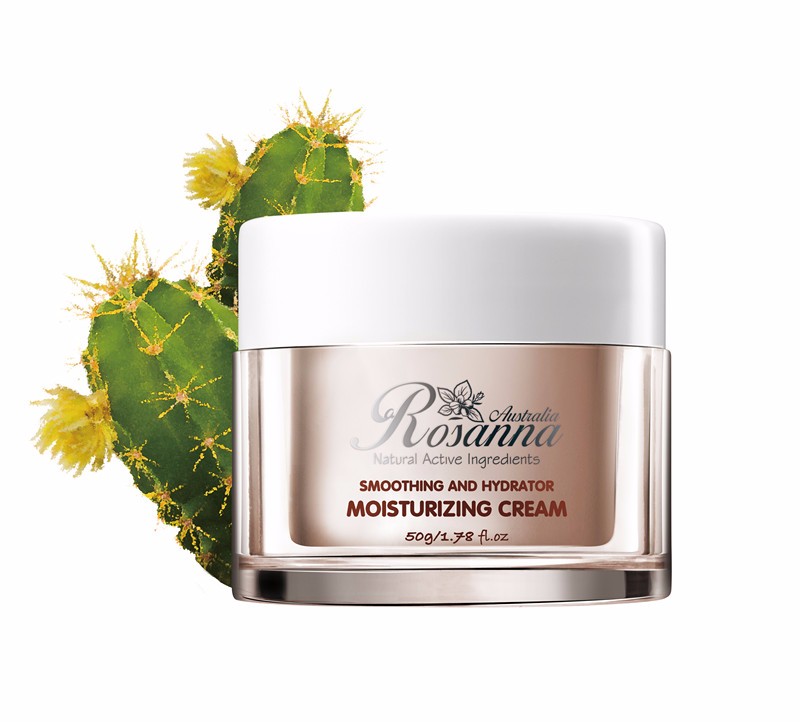 Rosanna Australia
Natural Active Ingredients
SMOOTHING AND HYDRATOR
MOISTURIZING CREAM
50g/1.78 fl.oz